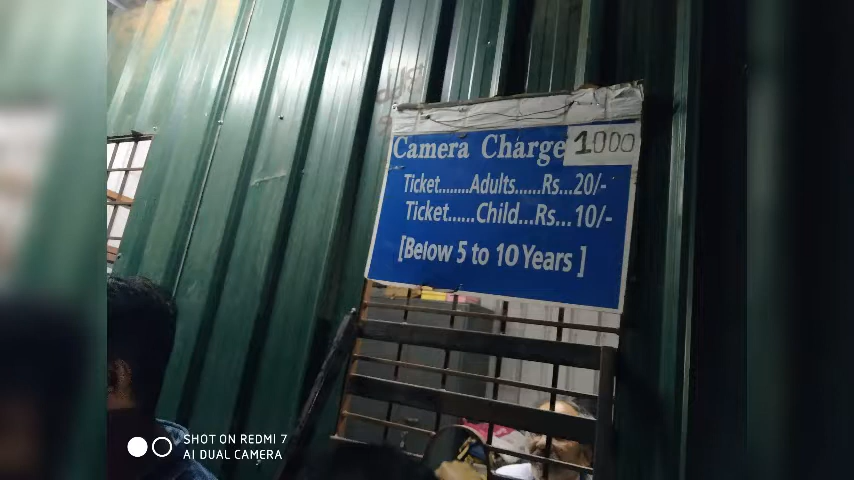 Camera Charge 1000
Ticket........Adults......Rs...20/-
Ticket......Child...Rs...10/-
[Below 5 to 10 Years ]
SHOT ON REDMI 7
AI DUAL CAMERA